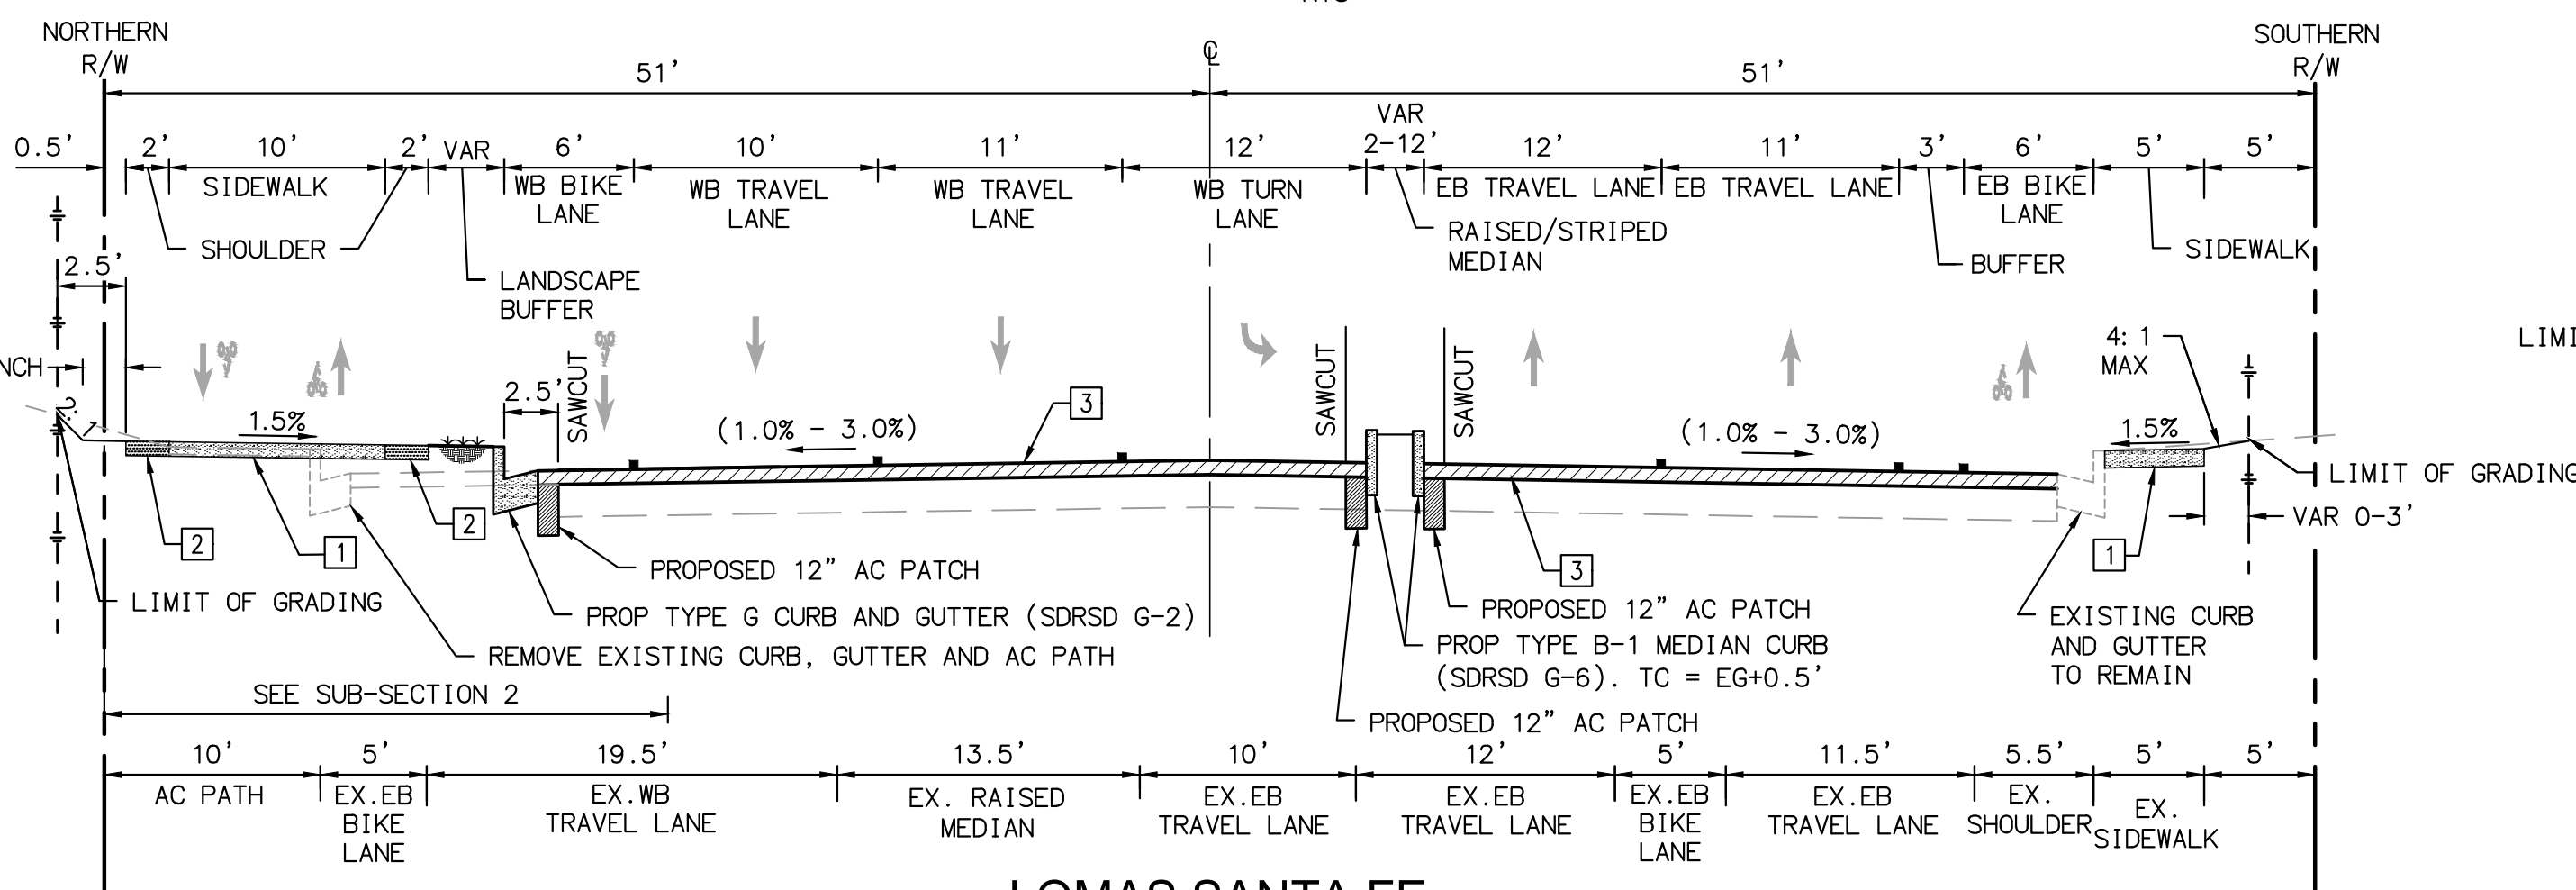 NORTHERN
R/W
SOUTHERN
R/W
℄
51'
51'
0.5'
2'
10'
2'
VAR
6'
10'
11'
12'
VAR
2-12'
12'
11'
3'
6'
5'
5'
SIDEWALK
WB BIKE
LANE
WB TRAVEL
LANE
WB TRAVEL
LANE
WB TURN
LANE
EB TRAVEL LANE
EB TRAVEL LANE
EB BIKE
LANE
SHOULDER
LANDSCAPE
BUFFER
RAISED/STRIPED
MEDIAN
BUFFER
SIDEWALK
2.5'
NCH
2:1
1.5%
2.5'
SAWCUT
(1.0% - 3.0%)
3
SAWCUT
SAWCUT
(1.0% - 3.0%)
4:1
MAX
1.5%
LIMI
LIMIT OF GRADING
VAR 0-3'
2
1
2
3
1
LIMIT OF GRADING
PROPOSED 12" AC PATCH
PROP TYPE G CURB AND GUTTER (SDRSD G-2)
REMOVE EXISTING CURB, GUTTER AND AC PATH
PROPOSED 12" AC PATCH
PROP TYPE B-1 MEDIAN CURB
(SDRSD G-6). TC = EG+0.5'
PROPOSED 12" AC PATCH
EXISTING CURB
AND GUTTER
TO REMAIN
SEE SUB-SECTION 2
10'
5'
19.5'
13.5'
10'
12'
5'
11.5'
5.5'
5'
5'
AC PATH
EX.EB
BIKE
LANE
EX.WB
TRAVEL LANE
EX. RAISED
MEDIAN
EX.EB
TRAVEL LANE
EX.EB
TRAVEL LANE
EX.EB
BIKE
LANE
EX.EB
TRAVEL LANE
EX.
SHOULDER
EX.
SIDEWALK
LOMAS SANTA FE